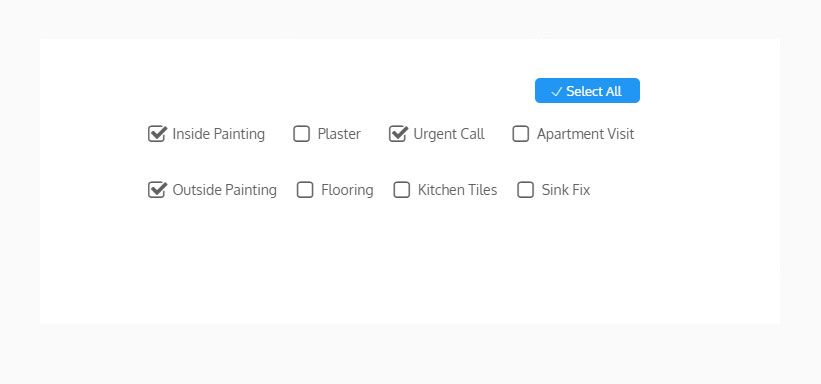 Select All
Inside Painting Plaster Urgent Call Apartment Visit
Outside Painting Flooring Kitchen Tiles Sink Fix